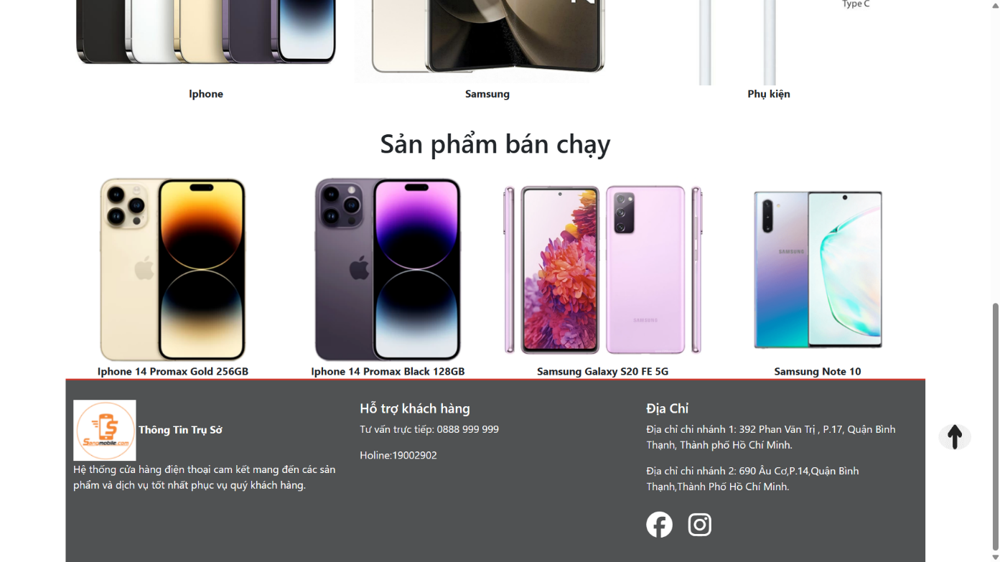 Type C
Iphone
Samsung
Phụ kiện
Sản phẩm bán chạy
SAMSUNG
SAMSUNG
Iphone 14 Promax Gold 256GB
Iphone 14 Promax Black 128GB
Samsung Galaxy S20 FE 5G
Samsung Note 10
Sangmobile.com
Thông Tin Trụ Sở
Hệ thống cửa hàng điện thoại cam kết mang đến các sản
phẩm và dịch vụ tốt nhất phục vụ quý khách hàng.
Hỗ trợ khách hàng
Tư vấn trực tiếp: 0888 999 999
Holine:19002902
Địa Chỉ
Địa chỉ chi nhánh 1: 392 Phan Văn Trị , P.17, Quận Bình
Thạnh, Thành phố Hồ Chí Minh.
Địa chỉ chi nhánh 2: 690 Âu Cơ,P.14,Quận Bình
Thạnh,Thành Phố Hồ Chí Minh.